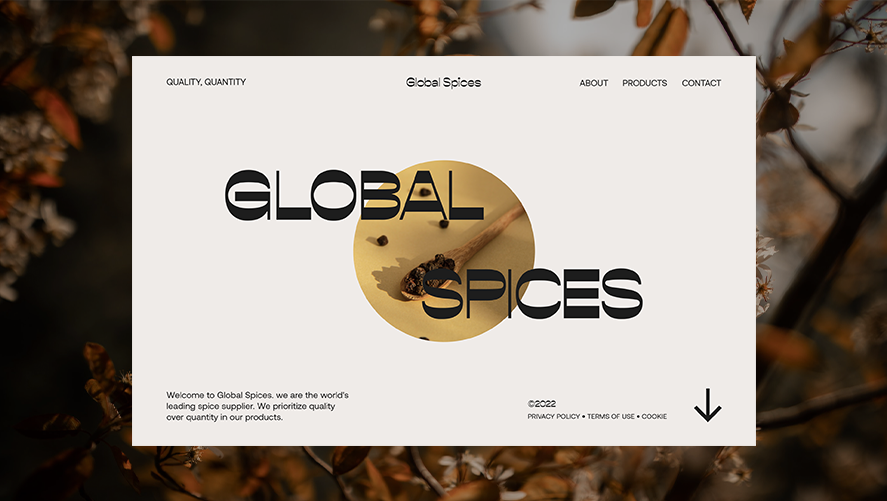 QUALITY, QUANTITY
Global Spices
ABOUT PRODUCTS CONTACT
GLOBAL
SPICES
Welcome to Global Spices. we are the world's
leading spice supplier. We prioritize quality
over quantity in our products.
©2022
PRIVACY POLICY • TERMS OF USE • COOKIE